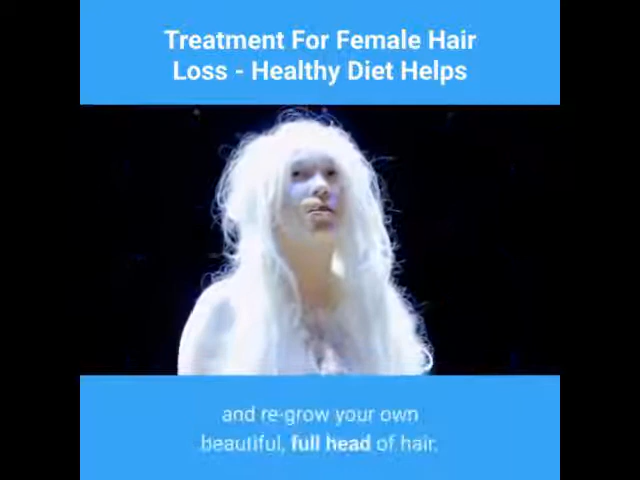 Treatment For Female Hair
Loss - Healthy Diet Helps
and re-grow your own
beautiful, full head of hair.